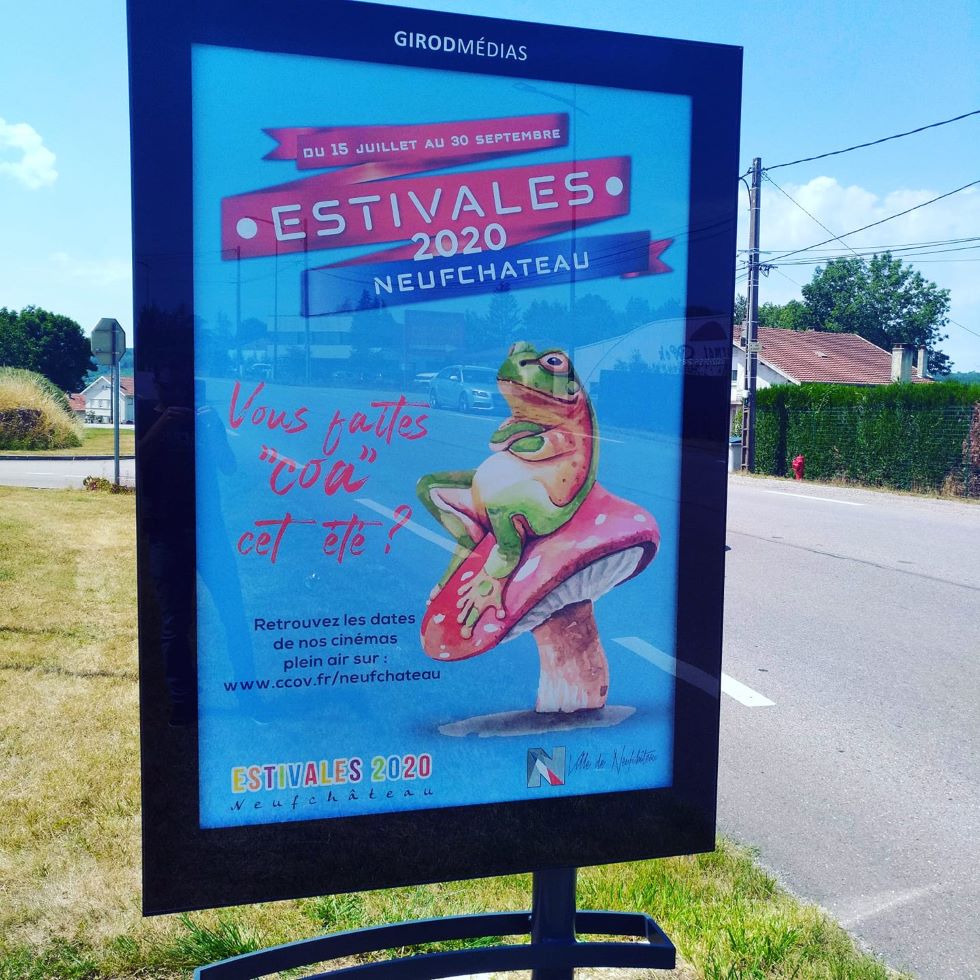 GIRODMÉDIAS
DU 15 JUILLET AU 30 SEPTEMBRE
ESTIVALES
2020
NEUFCHATEAU
Vous faîtes
"coa"
cet été ?
Retrouvez les dates
de nos cinémas
plein air sur :
www.ccov.fr/neufchateau
ESTIVALES 2020
Neufchâteau
N Ville de Neufchâteau